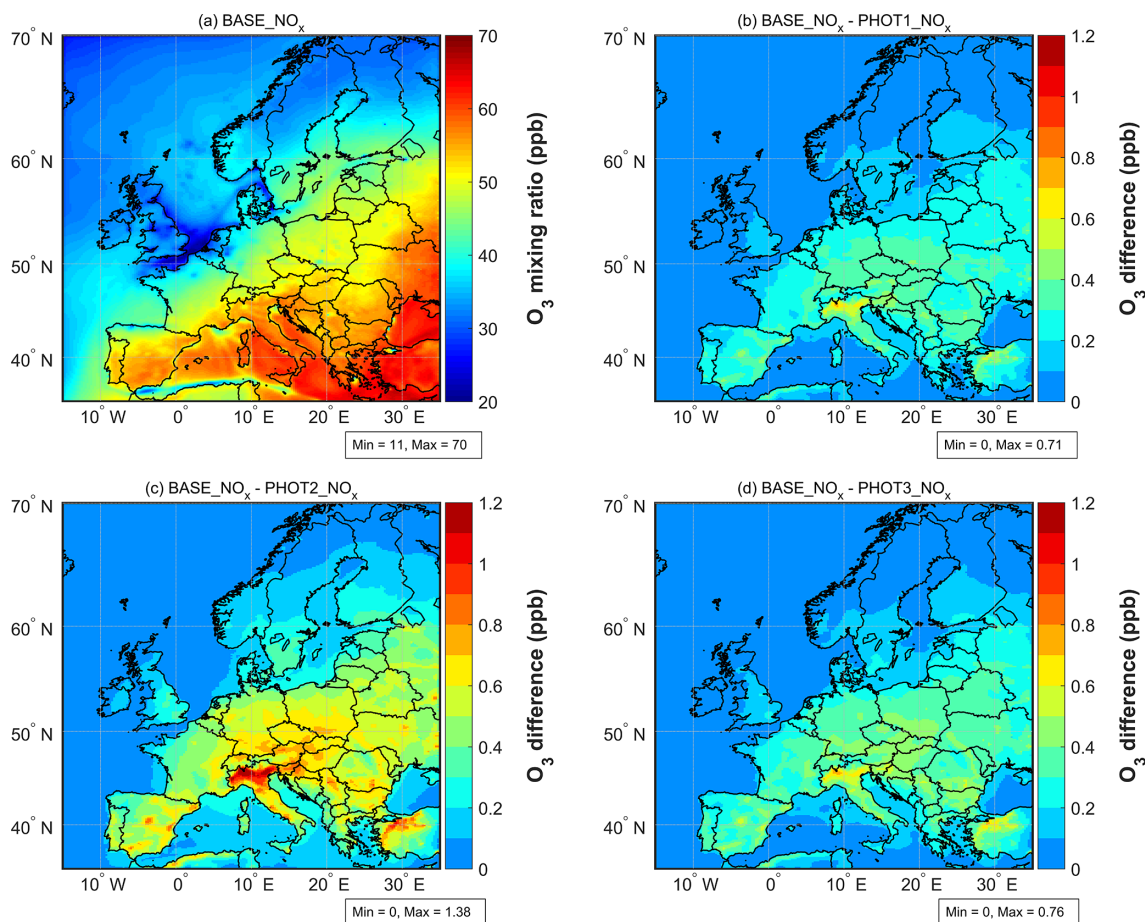 (a) BASE_NOx
70° N
60° N
50° N
40° N
10° W
0°
10° E
20° E
30° E
70
60
50
40
30
20
O3 mixing ratio (ppb)
Min = 11, Max = 70
(b) BASE_NOx - PHOT1_NOx
70° N
60° N
50° N
40° N
10° W
0°
10° E
20° E
30° E
1.2
1
0.8
0.6
0.4
0.2
0
O3 difference (ppb)
Min = 0, Max = 0.71
(c) BASE_NOx - PHOT2_NOx
70° N
60° N
50° N
40° N
10° W
0°
10° E
20° E
30° E
1.2
1
0.8
0.6
0.4
0.2
0
O3 difference (ppb)
Min = 0, Max = 1.38
(d) BASE_NOx - PHOT3_NOx
70° N
60° N
50° N
40° N
10° W
0°
10° E
20° E
30° E
1.2
1
0.8
0.6
0.4
0.2
0
O3 difference (ppb)
Min = 0, Max = 0.76